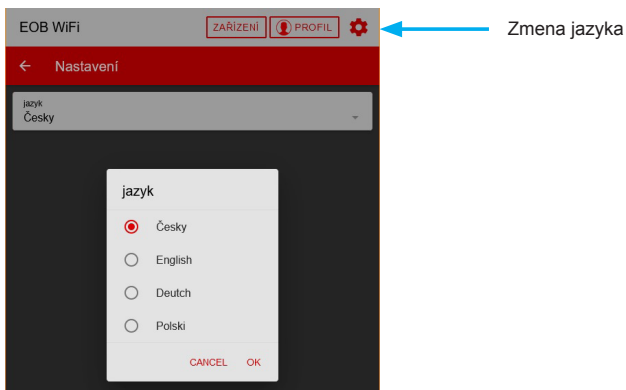 EOB WiFi
ZAŘÍZENÍ
PROFIL
Zmena jazyka
Nastavení
jazyk
Česky
jazyk
Česky
English
Deutch
Polski
CANCEL OK